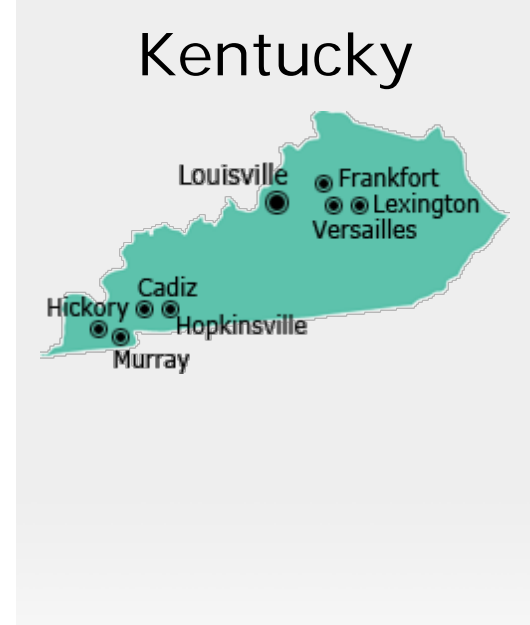 Kentucky
Louisville
Frankfort
Lexington
Versailles
Cadiz
Hickory
Hopkinsville
Murray